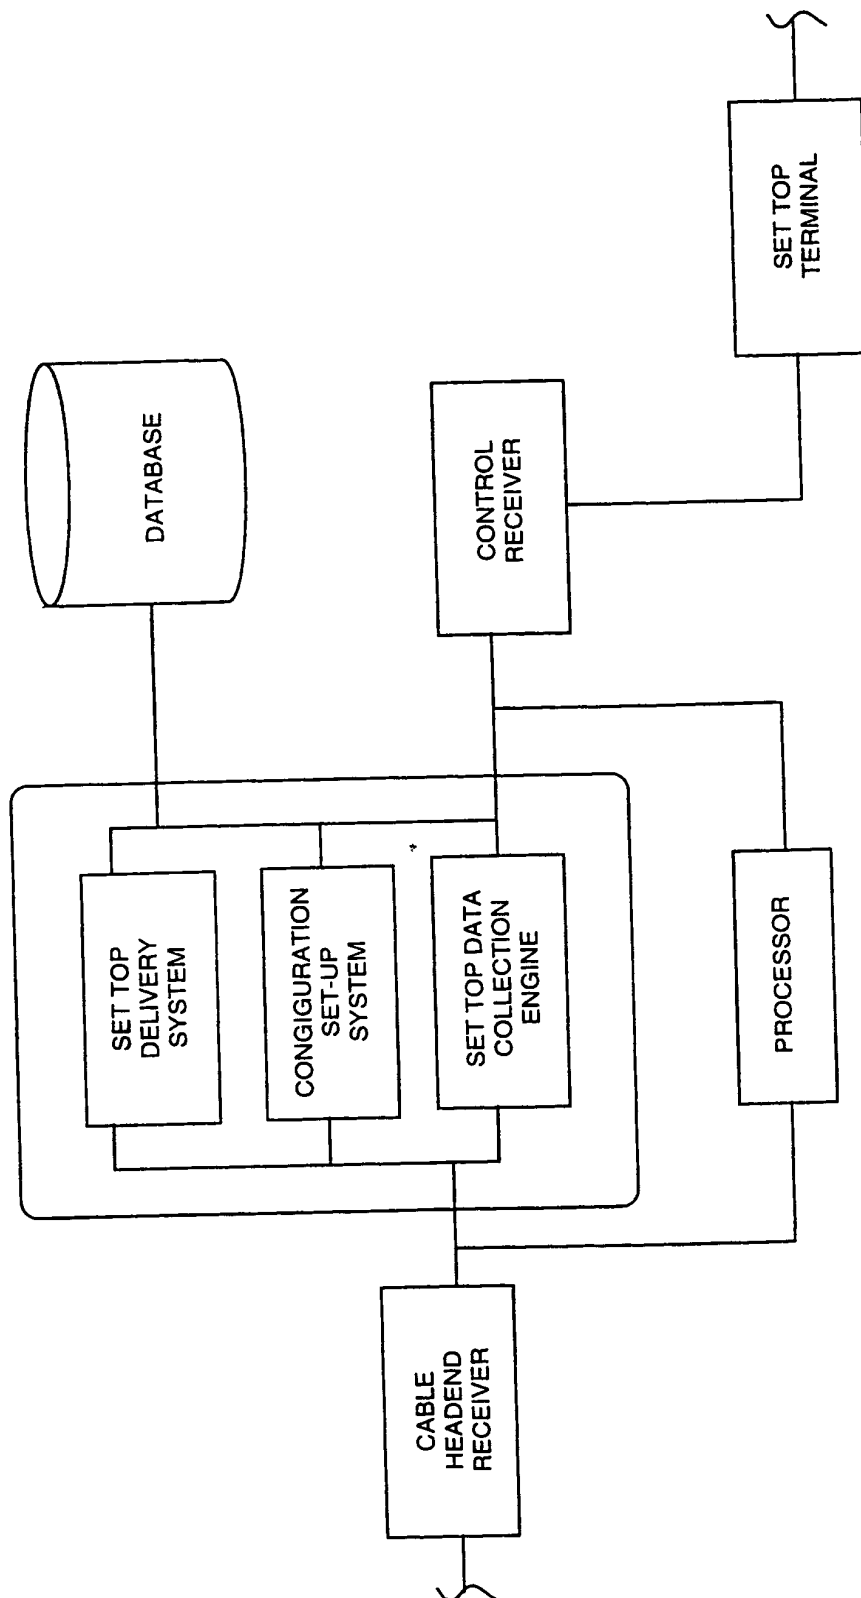 CABLE
HEADEND
RECEIVER
SET TOP
DELIVERY
SYSTEM
CONGIGURATION
SET-UP
SYSTEM
SET TOP DATA
COLLECTION
ENGINE
PROCESSOR
DATABASE
CONTROL
RECEIVER
SET TOP
TERMINAL